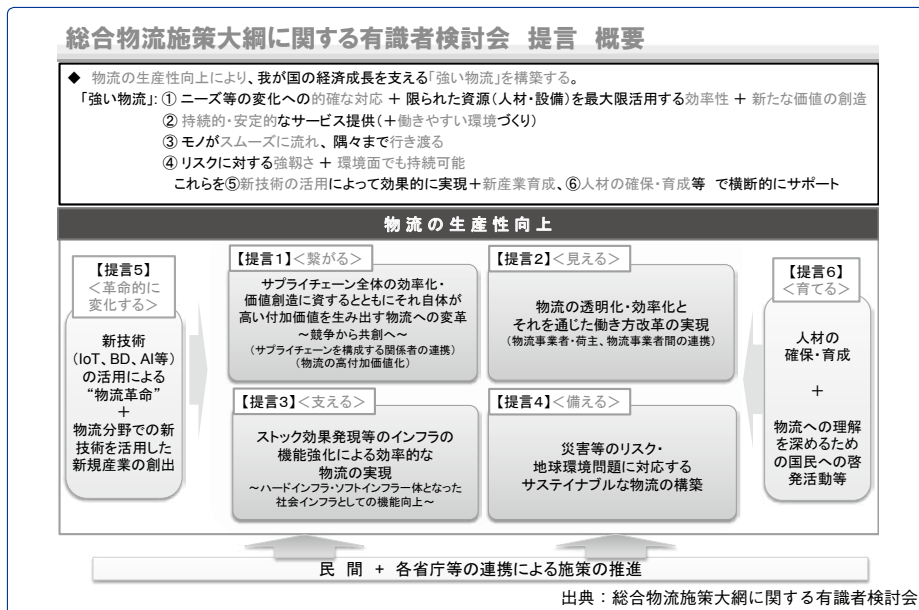 総合物流施策大綱に関する有識者検討会 提言 概要
◆ 物流の生産性向上により、我が国の経済成長を支える「強い物流」を構築する。
「強い物流」: ① ニーズ等の変化への的確な対応 + 限られた資源(人材・設備)を最大限活用する効率性 + 新たな価値の創造
② 持続的・安定的なサービス提供(+働きやすい環境づくり)
③ モノがスムーズに流れ、隅々まで行き渡る
④ リスクに対する強靱さ + 環境面でも持続可能
これらを⑤新技術の活用によって効果的に実現+新産業育成、⑥人材の確保・育成等 で横断的にサポート
物流の生産性向上
【提言5】
<革命的に
変化する>
新技術
(IoT、BD、AI等)
の活用による
“物流革命”
+
物流分野での新
技術を活用した
新規産業の創出
【提言1】<繋がる>
サプライチェーン全体の効率化・
価値創造に資するとともにそれ自体が
高い付加価値を生み出す物流への変革
~競争から共創へ~
(サプライチェーンを構成する関係者の連携)
(物流の高付加価値化)
【提言2】<見える>
物流の透明化・効率化と
それを通じた働き方改革の実現
(物流事業者・荷主、物流事業者間の連携)
【提言3】<支える>
ストック効果発現等のインフラの
機能強化による効率的な
物流の実現
~ハードインフラ・ソフトインフラ一体となった
社会インフラとしての機能向上~
【提言4】<備える>
災害等のリスク・
地球環境問題に対応する
サステイナブルな物流の構築
【提言6】
<育てる>
人材の
確保・育成
+
物流への理解
を深めるため
の国民への啓
発活動等
民 間 + 各省庁等の連携による施策の推進
出典:総合物流施策大綱に関する有識者検討会